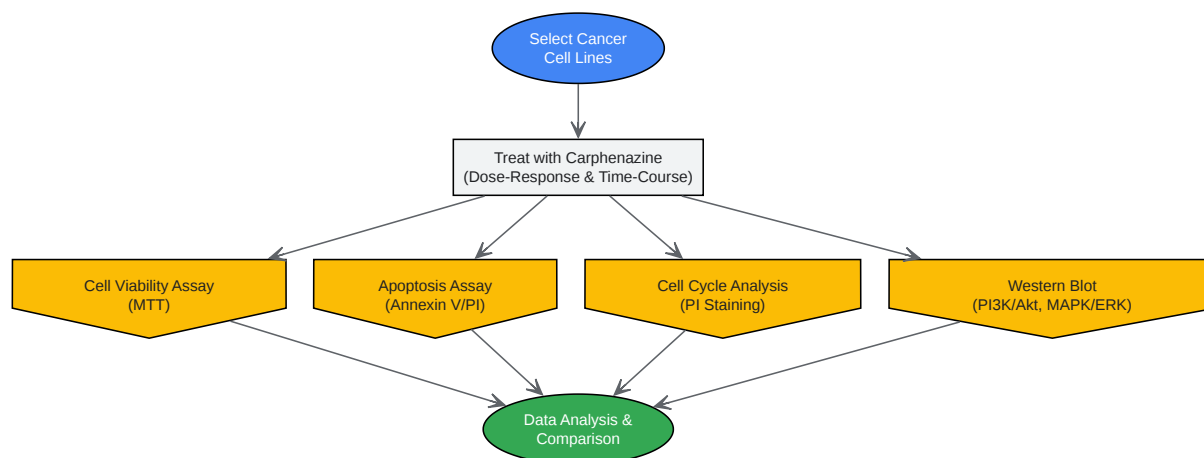 Select Cancer
Cell Lines
Treat with Carphenazine
(Dose-Response & Time-Course)
Cell Viability Assay
(MTT)
Apoptosis Assay
(Annexin V/PI)
Cell Cycle Analysis
(PI Staining)
Western Blot
(PI3K/Akt, MAPK/ERK)
Data Analysis &
Comparison